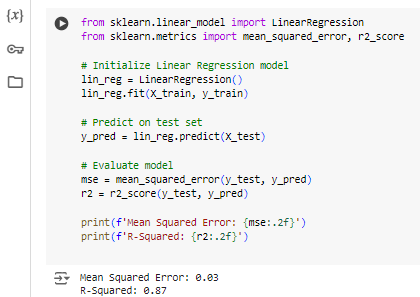 {x}
from sklearn.linear_model import LinearRegression
from sklearn.metrics import mean_squared_error, r2_score
# Initialize Linear Regression model
lin_reg = LinearRegression()
lin_reg.fit(X_train, y_train)
# Predict on test set
y_pred = lin_reg.predict(X_test)
# Evaluate model
mse = mean_squared_error(y_test, y_pred)
r2 = r2_score(y_test, y_pred)
print(f'Mean Squared Error: {mse:.2f}')
print(f'R-Squared: {r2:.2f}')
Mean Squared Error: 0.03
R-Squared: 0.87